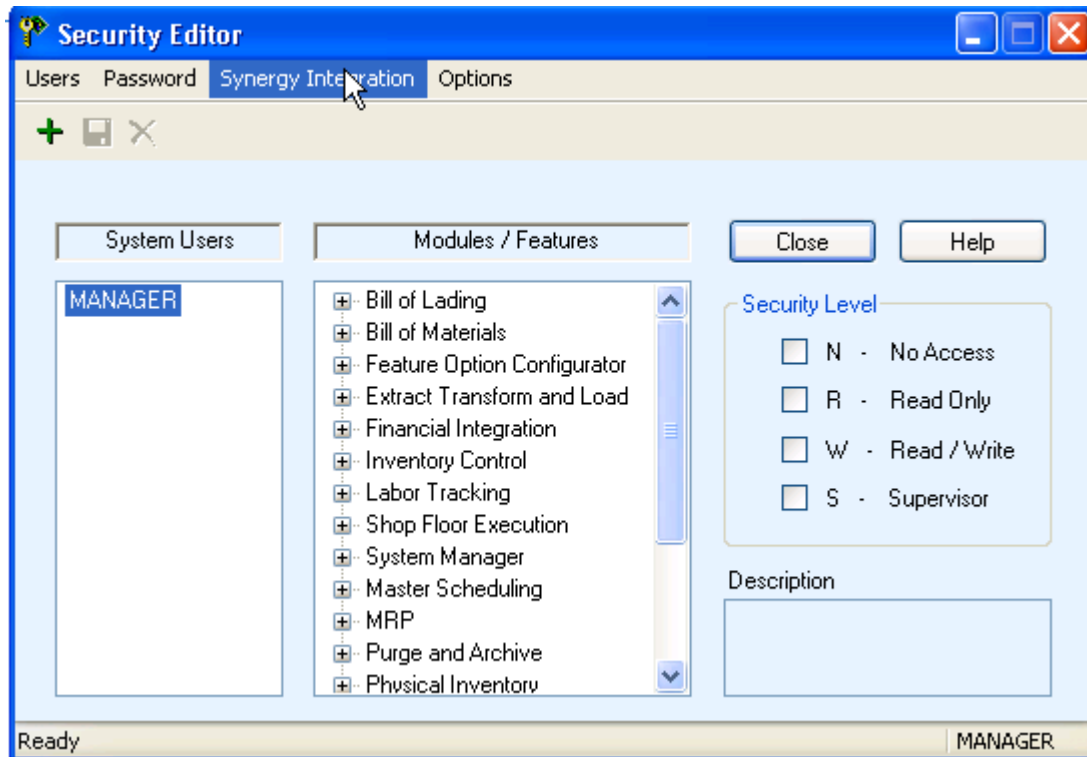 Security Editor
Users Password Synergy Integration Options
System Users
Modules / Features
Close
Help
MANAGER
Bill of Lading
Bill of Materials
Feature Option Configurator
Extract Transform and Load
Financial Integration
Inventory Control
Labor Tracking
Shop Floor Execution
System Manager
Master Scheduling
MRP
Purge and Archive
Physical Inventory
Security Level
N - No Access
R - Read Only
W - Read / Write
S - Supervisor
Description
Ready
MANAGER